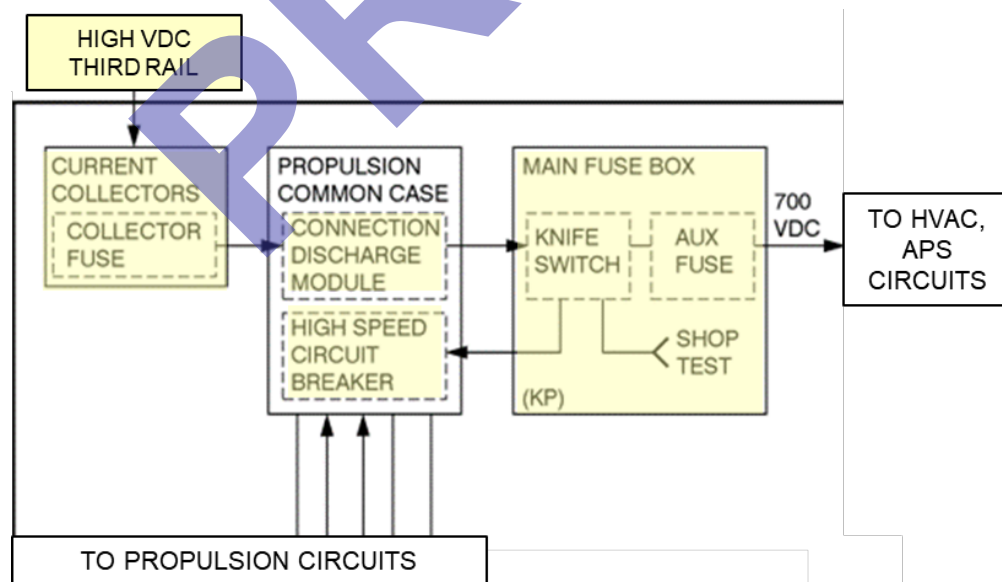 HIGH VDC
THIRD RAIL
CURRENT
COLLECTORS
COLLECTOR
FUSE
PROPULSION
COMMON CASE
CONNECTION
DISCHARGE
MODULE
HIGH SPEED
CIRCUIT
BREAKER
MAIN FUSE BOX
KNIFE
SWITCH
AUX
FUSE
SHOP
TEST
(KP)
700
VDC
TO HVAC,
APS
CIRCUITS
TO PROPULSION CIRCUITS
PR